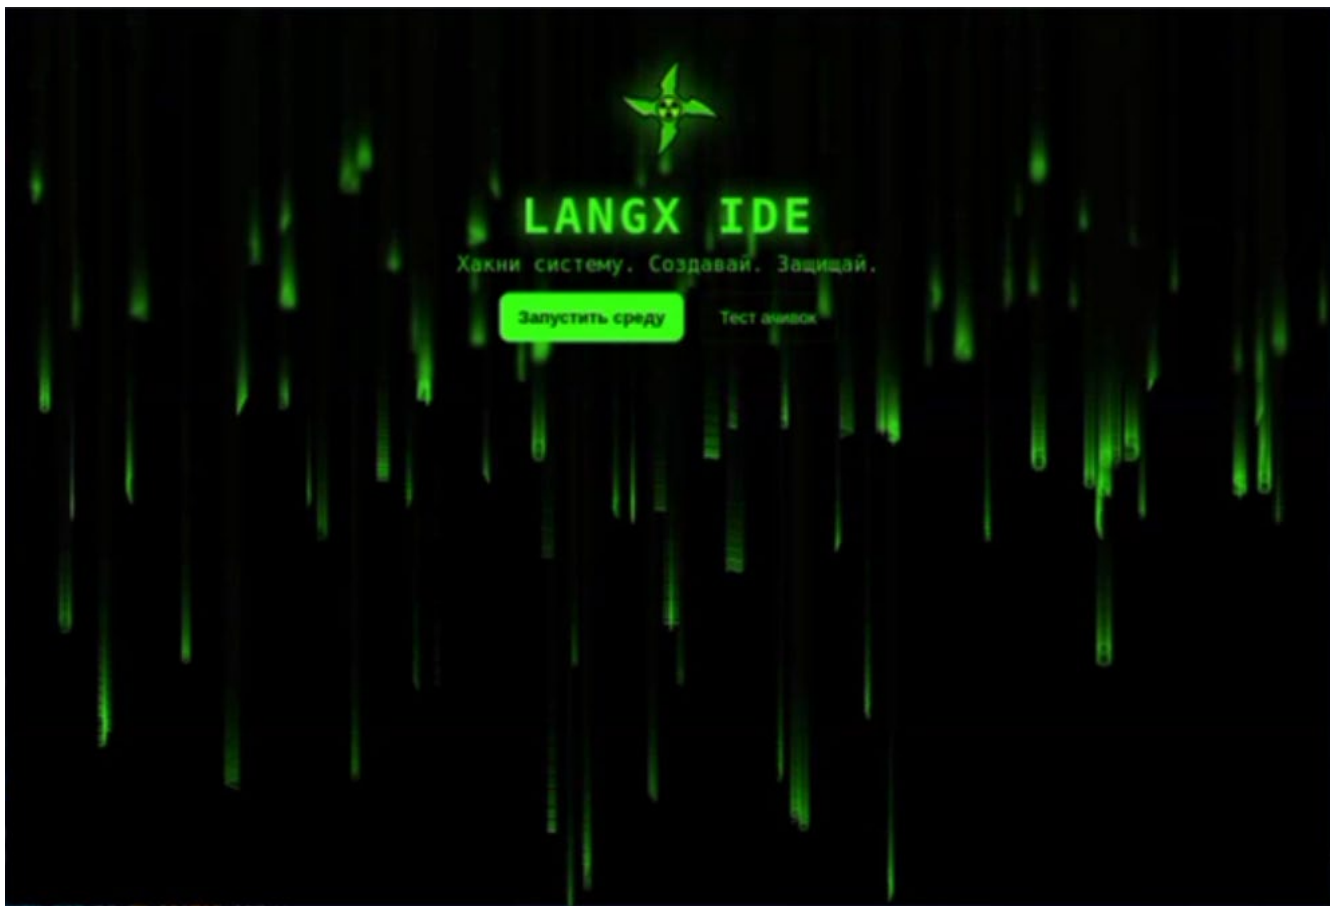 LANGX IDE
Хакни систему. Создавай. Защищай.
Запустить среду
Тест ачивок